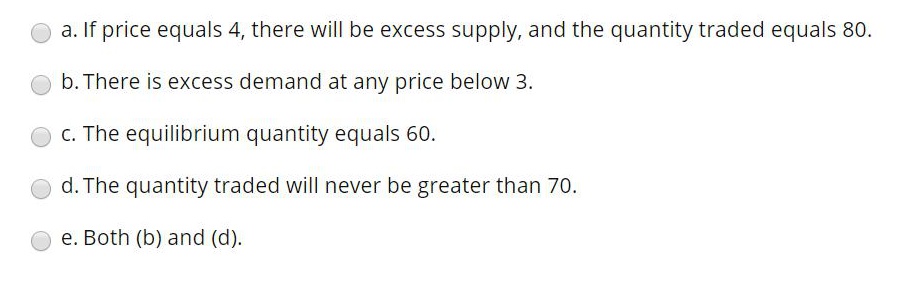 a. If price equals 4, there will be excess supply, and the quantity traded equals 80.
b. There is excess demand at any price below 3.
c. The equilibrium quantity equals 60.
d. The quantity traded will never be greater than 70.
e. Both (b) and (d).